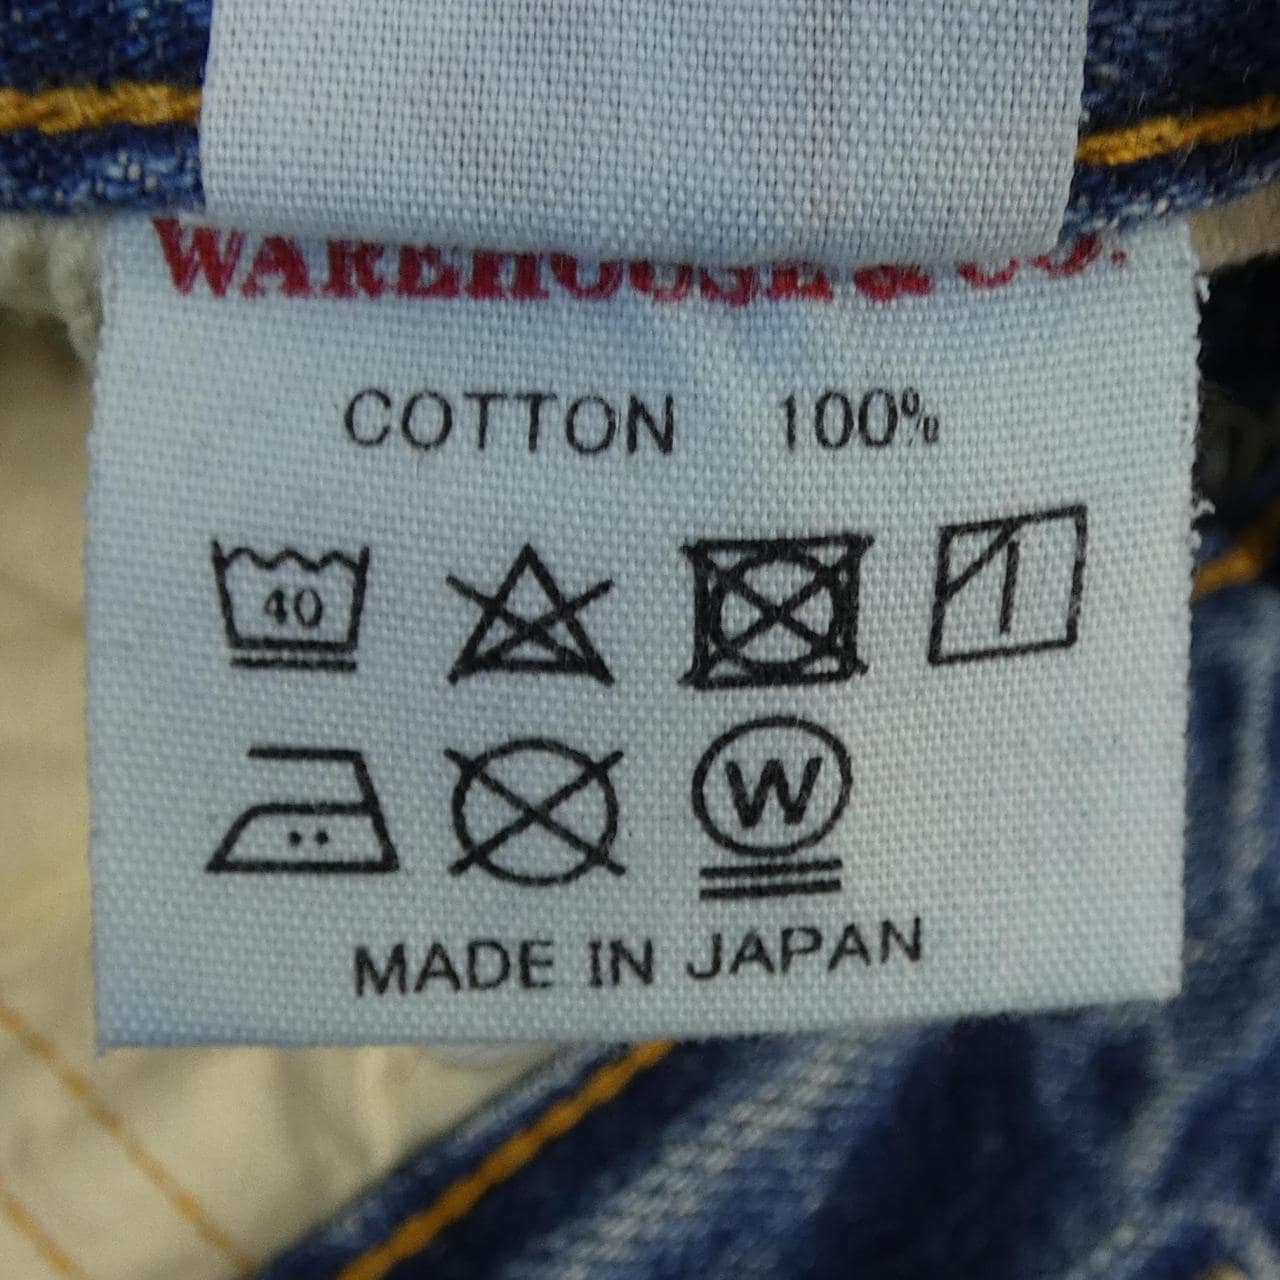 WAREHOUSE & CO.
COTTON 100%
40
W
MADE IN JAPAN